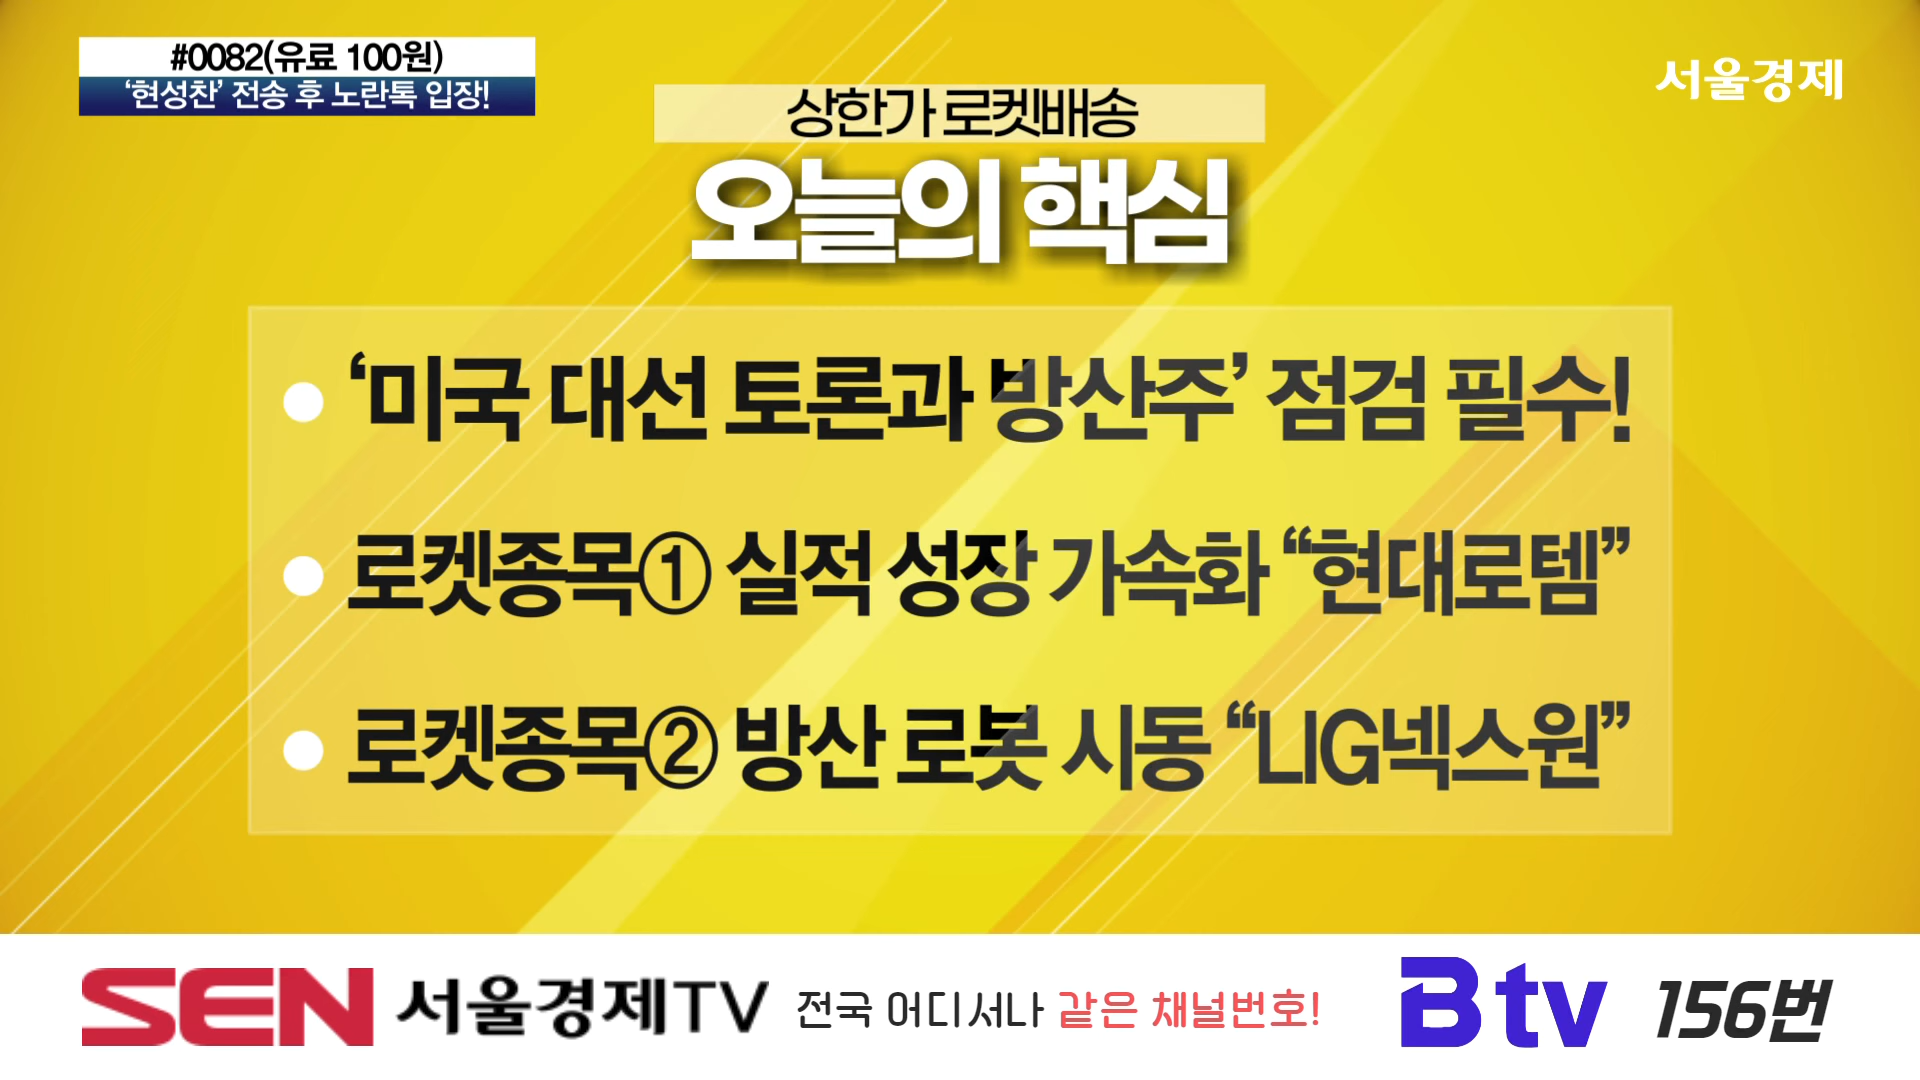 #0082(유료 100원)
‘현성찬’ 전송 후 노란톡 입장!
서울경제
상한가 로켓배송
오늘의 핵심
‘미국 대선 토론과 방산주’ 점검 필수!
로켓종목① 실적 성장 가속화 “현대로템”
로켓종목② 방산 로봇 시동 “LIG넥스원”
SEN 서울경제TV 전국 어디서나 같은 채널번호! B tv 156번